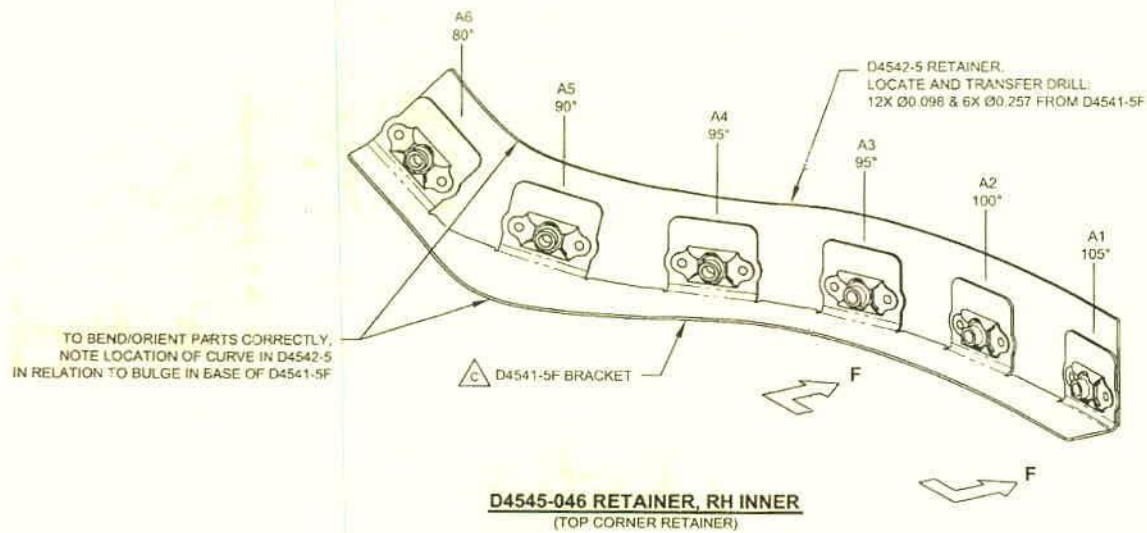 A6
80°
A5
90°
A4
95°
A3
95°
A2
100°
A1
105°
D4542-5 RETAINER,
LOCATE AND TRANSFER DRILL:
12X Ø0.098 & 6X Ø0.257 FROM D4541-5F
TO BEND/ORIENT PARTS CORRECTLY,
NOTE LOCATION OF CURVE IN D4542-5
IN RELATION TO BULGE IN BASE OF D4541-5F
C D4541-5F BRACKET
F
F
D4545-046 RETAINER, RH INNER
(TOP CORNER RETAINER)